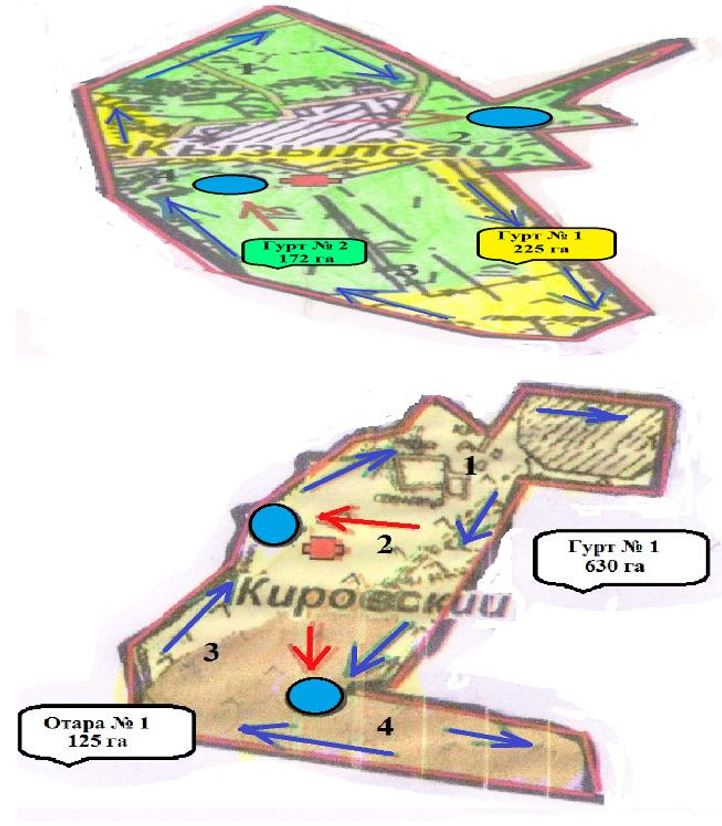 1
2
Кызылсай
4
Гурт № 2
172 га
Гурт № 1
225 га
3
1
2
Гурт № 1
630 га
Кировский
3
Отара № 1
125 га
4